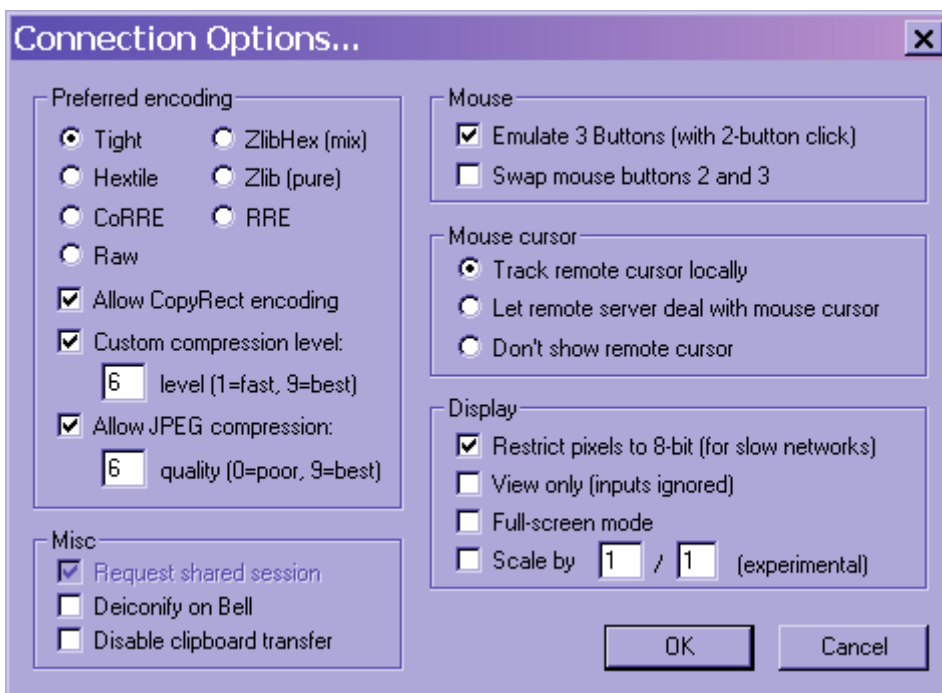 Connection Options...
Preferred encoding
Tight
ZlibHex (mix)
Hextile
Zlib (pure)
CoRRE
RRE
Raw
Allow CopyRect encoding
Custom compression level:
6 level (1=fast, 9=best)
Allow JPEG compression:
6 quality (0=poor, 9=best)
Misc
Request shared session
Deiconify on Bell
Disable clipboard transfer
Mouse
Emulate 3 Buttons (with 2-button click)
Swap mouse buttons 2 and 3
Mouse cursor
Track remote cursor locally
Let remote server deal with mouse cursor
Don't show remote cursor
Display
Restrict pixels to 8-bit (for slow networks)
View only (inputs ignored)
Full-screen mode
Scale by 1 / 1 (experimental)
OK
Cancel